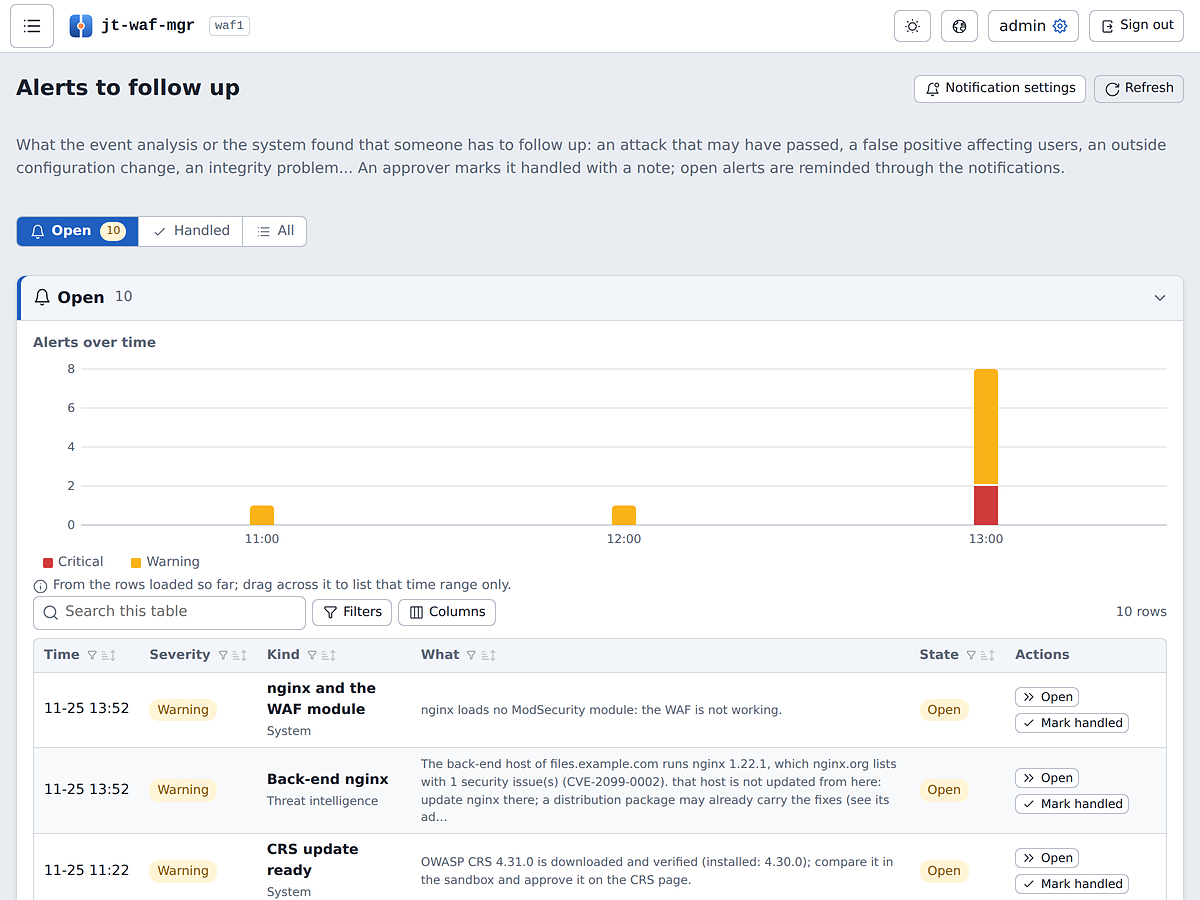 jt-waf-mgr waf1 admin Sign out
Alerts to follow up
Notification settings Refresh
What the event analysis or the system found that someone has to follow up: an attack that may have passed, a false positive affecting users, an outside
configuration change, an integrity problem... An approver marks it handled with a note; open alerts are reminded through the notifications.
Open 10 Handled All
Open 10
Alerts over time
8
6
4
2
0
11:00 12:00 13:00
Critical Warning
From the rows loaded so far; drag across it to list that time range only.
Search this table Filters Columns 10 rows
Time Severity Kind What State Actions
11-25 13:52 Warning nginx and the
WAF module
System
nginx loads no ModSecurity module: the WAF is not working.
Open
Open
Mark handled
11-25 13:52 Warning Back-end nginx
Threat intelligence
The back-end host of files.example.com runs nginx 1.22.1, which nginx.org lists
with 1 security issue(s) (CVE-2099-0002). that host is not updated from here:
update nginx there; a distribution package may already carry the fixes (see its
ad...
Open
Open
Mark handled
11-25 11:22 Warning CRS update
ready
System
OWASP CRS 4.31.0 is downloaded and verified (installed: 4.30.0); compare it in
the sandbox and approve it on the CRS page.
Open
Open
Mark handled